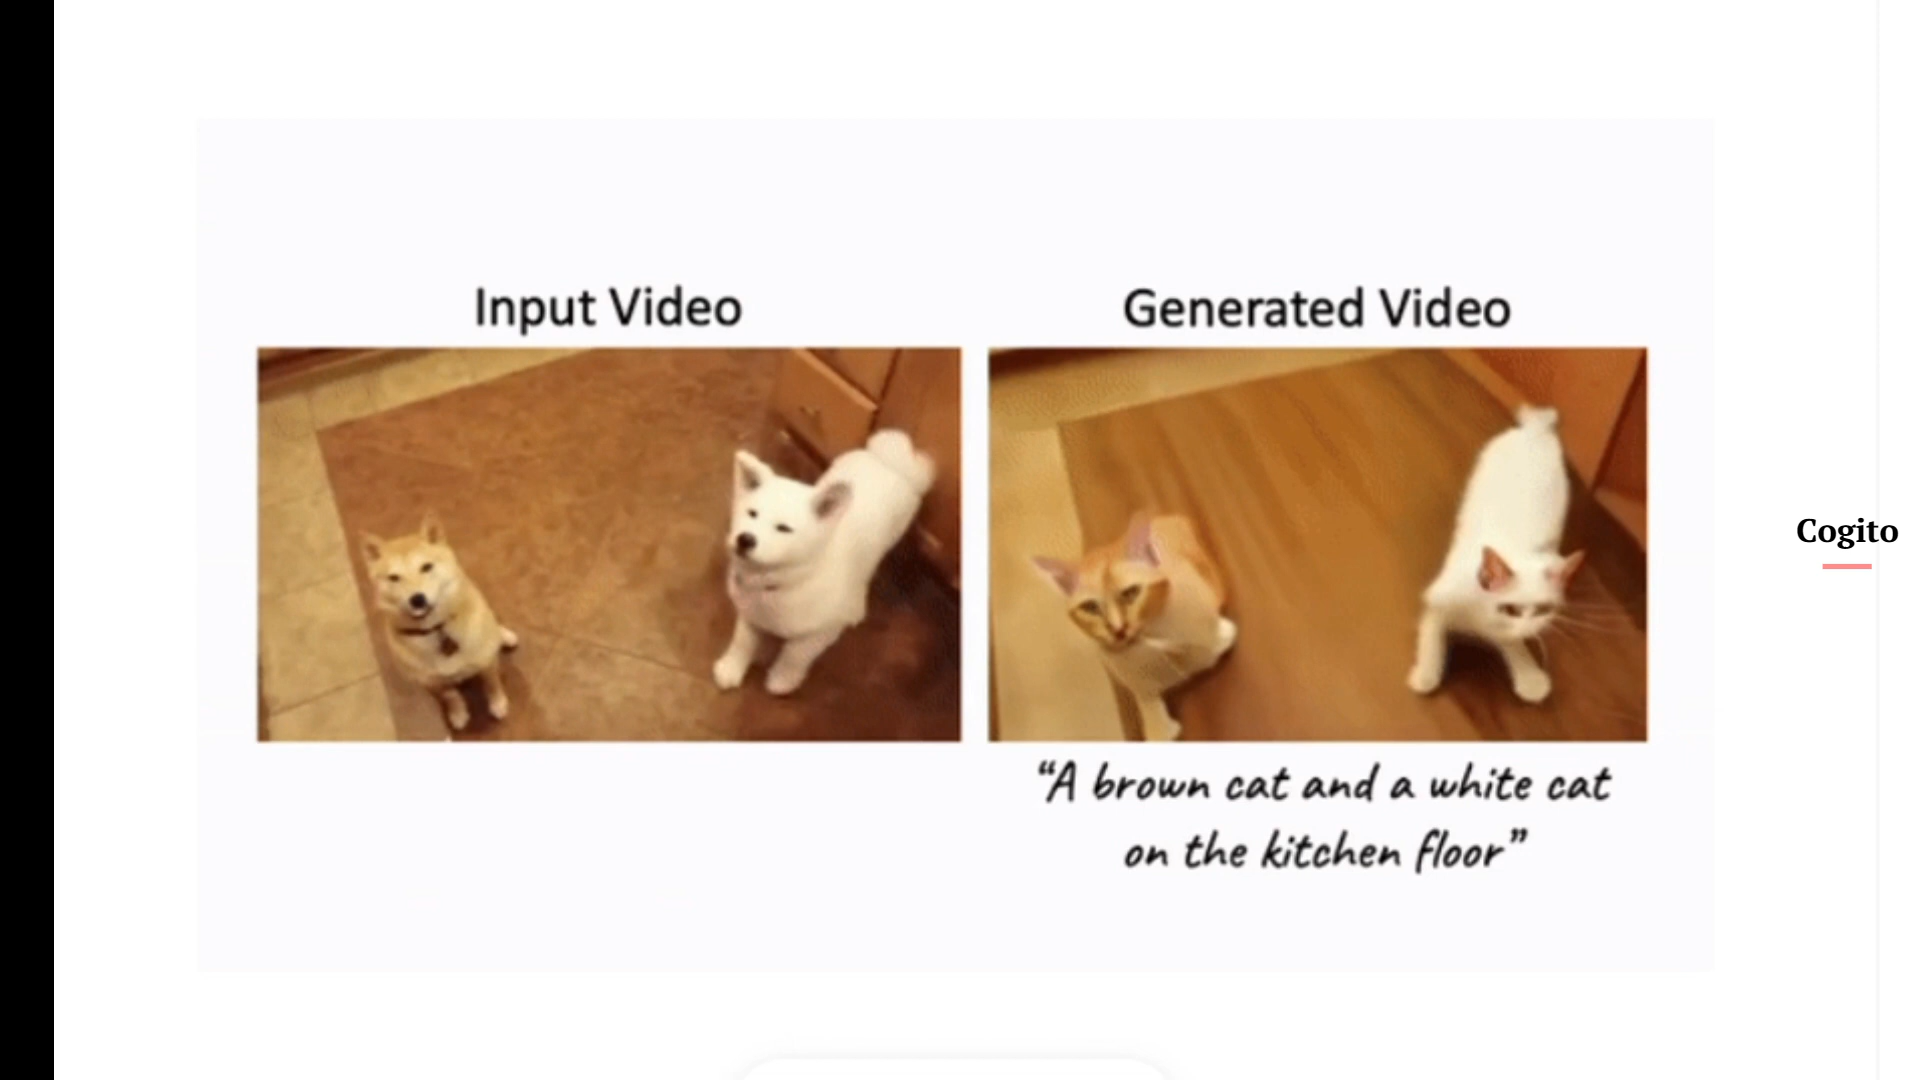 Input Video
Generated Video
“A brown cat and a white cat
on the kitchen floor”
Cogito